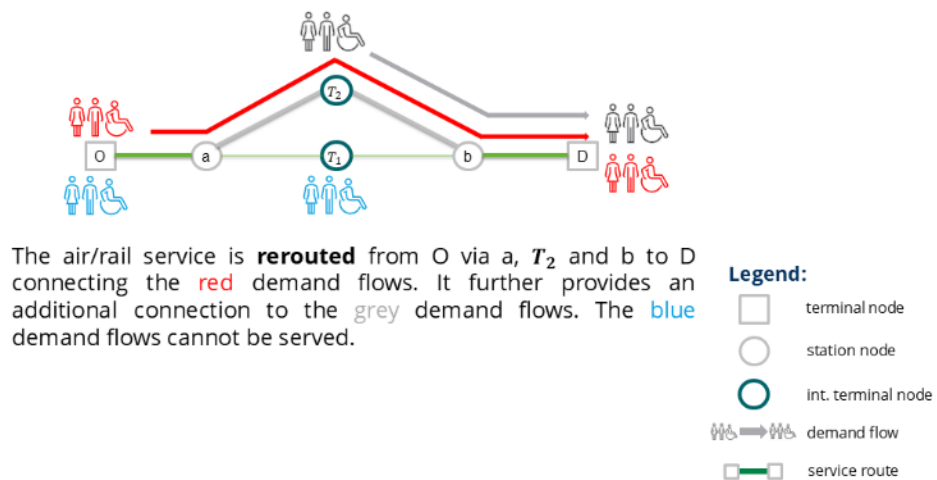 T₂
O
a
T₁
b
D
The air/rail service is rerouted from O via a, T₂ and b to D
connecting the red demand flows. It further provides an
additional connection to the grey demand flows. The blue
demand flows cannot be served.
Legend:
terminal node
station node
int. terminal node
demand flow
service route